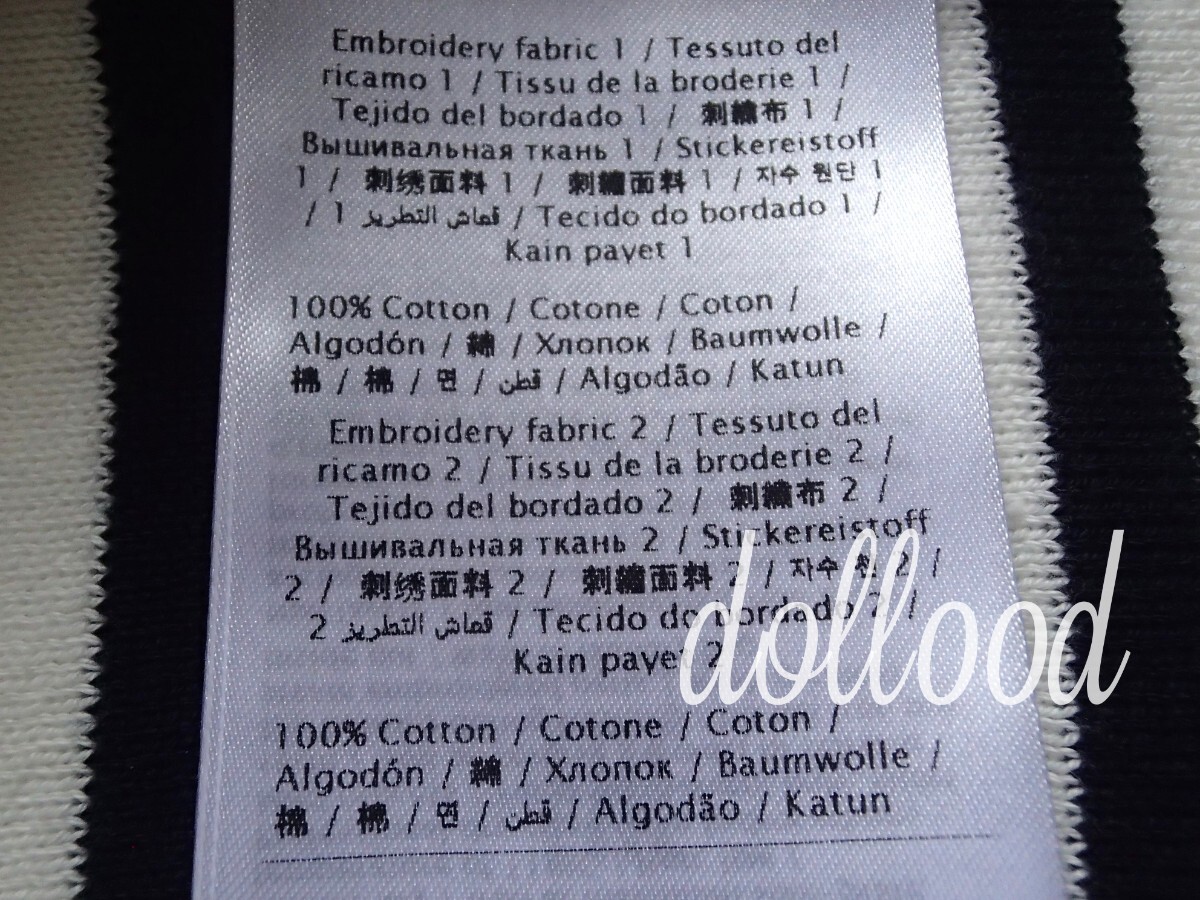 Embroidery fabric 1 / Tessuto del
ricamo 1 / Tissu de la broderie 1 /
Tejido del bordado 1 / 刺繍布 1 /
Вышивальная ткань 1 / Stickereistoff
1 / 刺绣面料 1 / 刺繡面料 1 / 자수 원단 1
/ 1 قماش التطريز / Tecido do bordado 1 /
Kain payet 1
100% Cotton / Cotone / Coton /
Algodón / 綿 / Хлопок / Baumwolle /
棉 / 棉 / 면 / قطن / Algodão / Katun
Embroidery fabric 2 / Tessuto del
ricamo 2 / Tissu de la broderie 2 /
Tejido del bordado 2 / 刺繍布 2 /
Вышивальная ткань 2 / Stickereistoff
2 / 刺绣面料 2 / 刺繡面料 2 / 자수 원 2 /
2 قماش التطريز / Tecido do bordado 2 /
Kain payet 2
dollood
100% Cotton / Cotone / Coton /
Algodón / 綿 / Хлопок / Baumwolle /
棉 / 棉 / 면 / قطن / Algodão / Katun